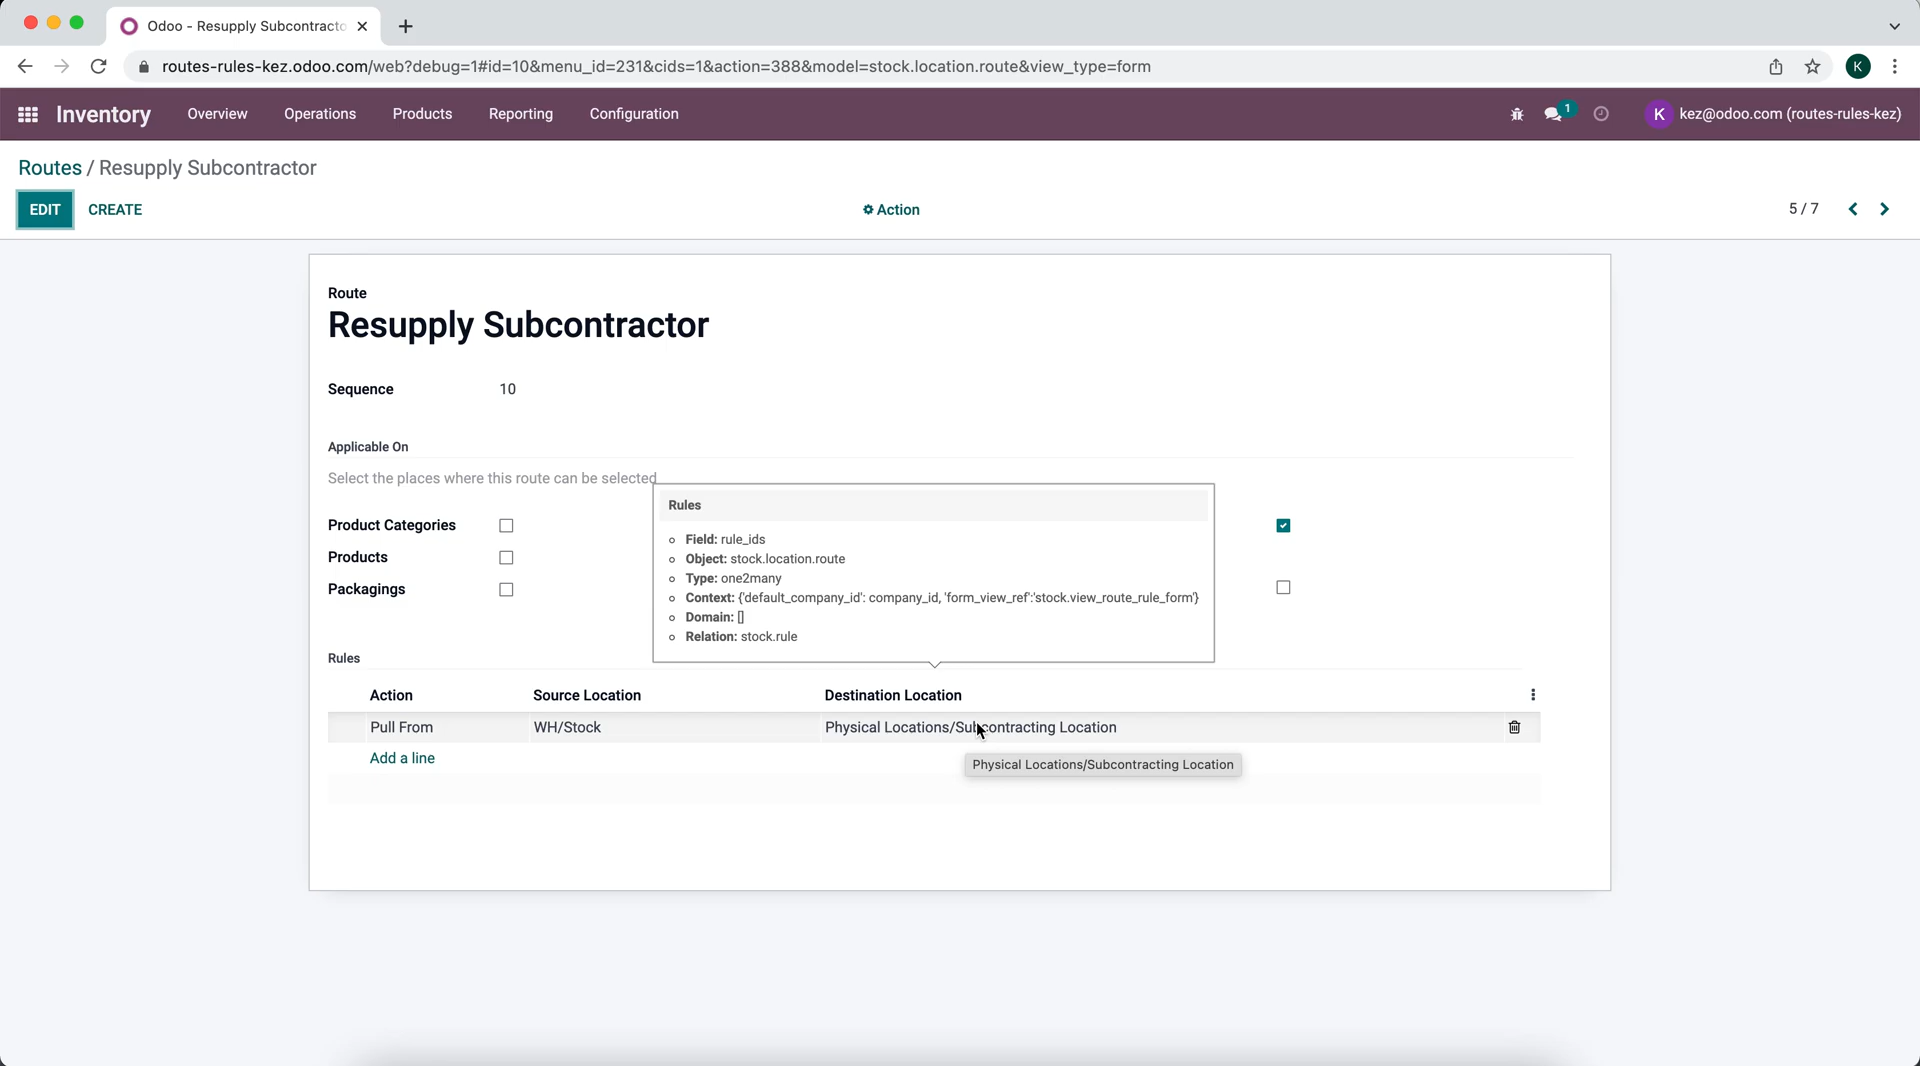 Odoo - Resupply Subcontracto
routes-rules-kez.odoo.com/web?debug=1#id=10&menu_id=231&cids=1&action=388&model=stock.location.route&view_type=form
K
Inventory
Overview
Operations
Products
Reporting
Configuration
1
K
kez@odoo.com (routes-rules-kez)
Routes / Resupply Subcontractor
EDIT
CREATE
Action
5 / 7
Route
Resupply Subcontractor
Sequence
10
Applicable On
Select the places where this route can be selected
Product Categories
Products
Packagings
Rules
Field: rule_ids
Object: stock.location.route
Type: one2many
Context: {'default_company_id': company_id, 'form_view_ref':'stock.view_route_rule_form'}
Domain: []
Relation: stock.rule
Rules
Action
Source Location
Destination Location
Pull From
WH/Stock
Physical Locations/Subcontracting Location
Add a line
Physical Locations/Subcontracting Location